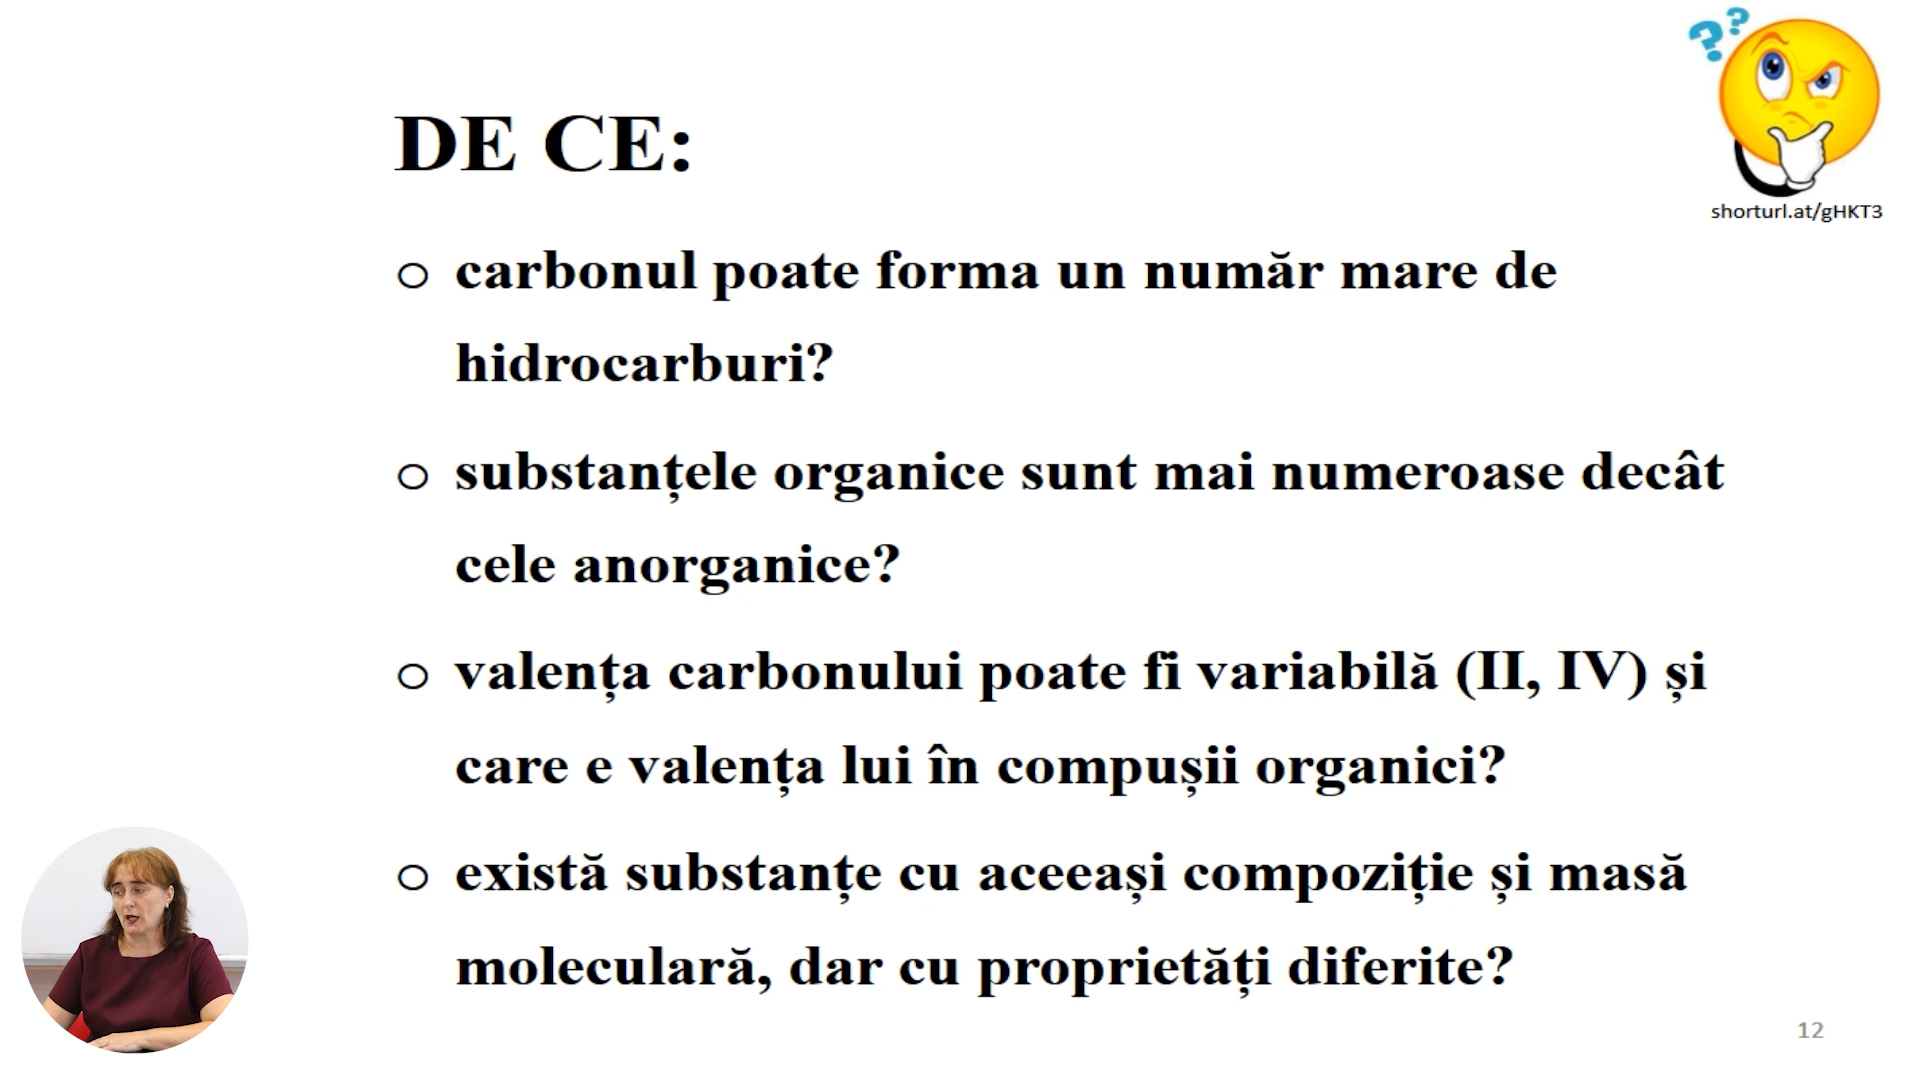 ??
shorturl.at/gHKT3
DE CE:
o carbonul poate forma un număr mare de
hidrocarburi?
o substanțele organice sunt mai numeroase decât
cele anorganice?
o valența carbonului poate fi variabilă (II, IV) și
care e valența lui în compușii organici?
o există substanțe cu aceeași compoziție și masă
moleculară, dar cu proprietăți diferite?
12